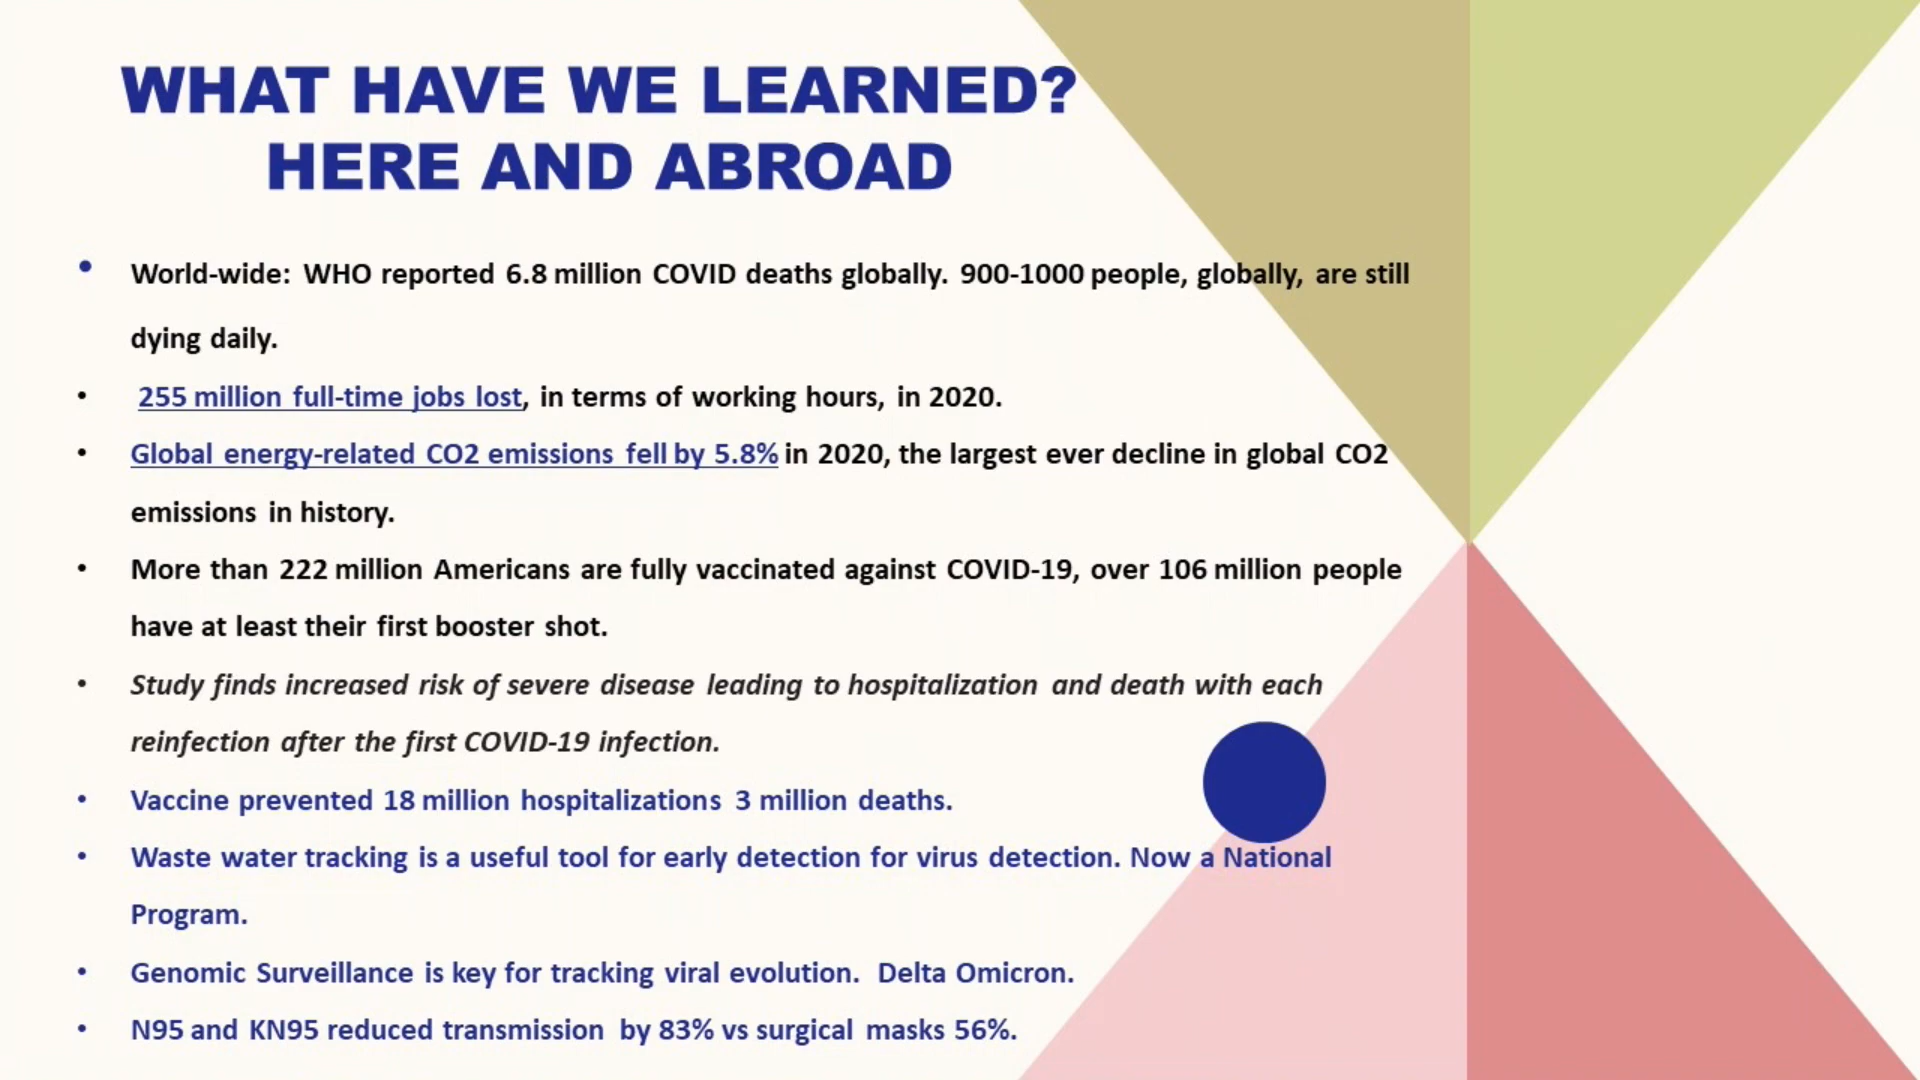 WHAT HAVE WE LEARNED?
HERE AND ABROAD
• World-wide: WHO reported 6.8 million COVID deaths globally. 900-1000 people, globally, are still
dying daily.
• 255 million full-time jobs lost, in terms of working hours, in 2020.
• Global energy-related CO2 emissions fell by 5.8% in 2020, the largest ever decline in global CO2
emissions in history.
• More than 222 million Americans are fully vaccinated against COVID-19, over 106 million people
have at least their first booster shot.
• Study finds increased risk of severe disease leading to hospitalization and death with each
reinfection after the first COVID-19 infection.
• Vaccine prevented 18 million hospitalizations 3 million deaths.
• Waste water tracking is a useful tool for early detection for virus detection. Now a National
Program.
• Genomic Surveillance is key for tracking viral evolution. Delta Omicron.
• N95 and KN95 reduced transmission by 83% vs surgical masks 56%.